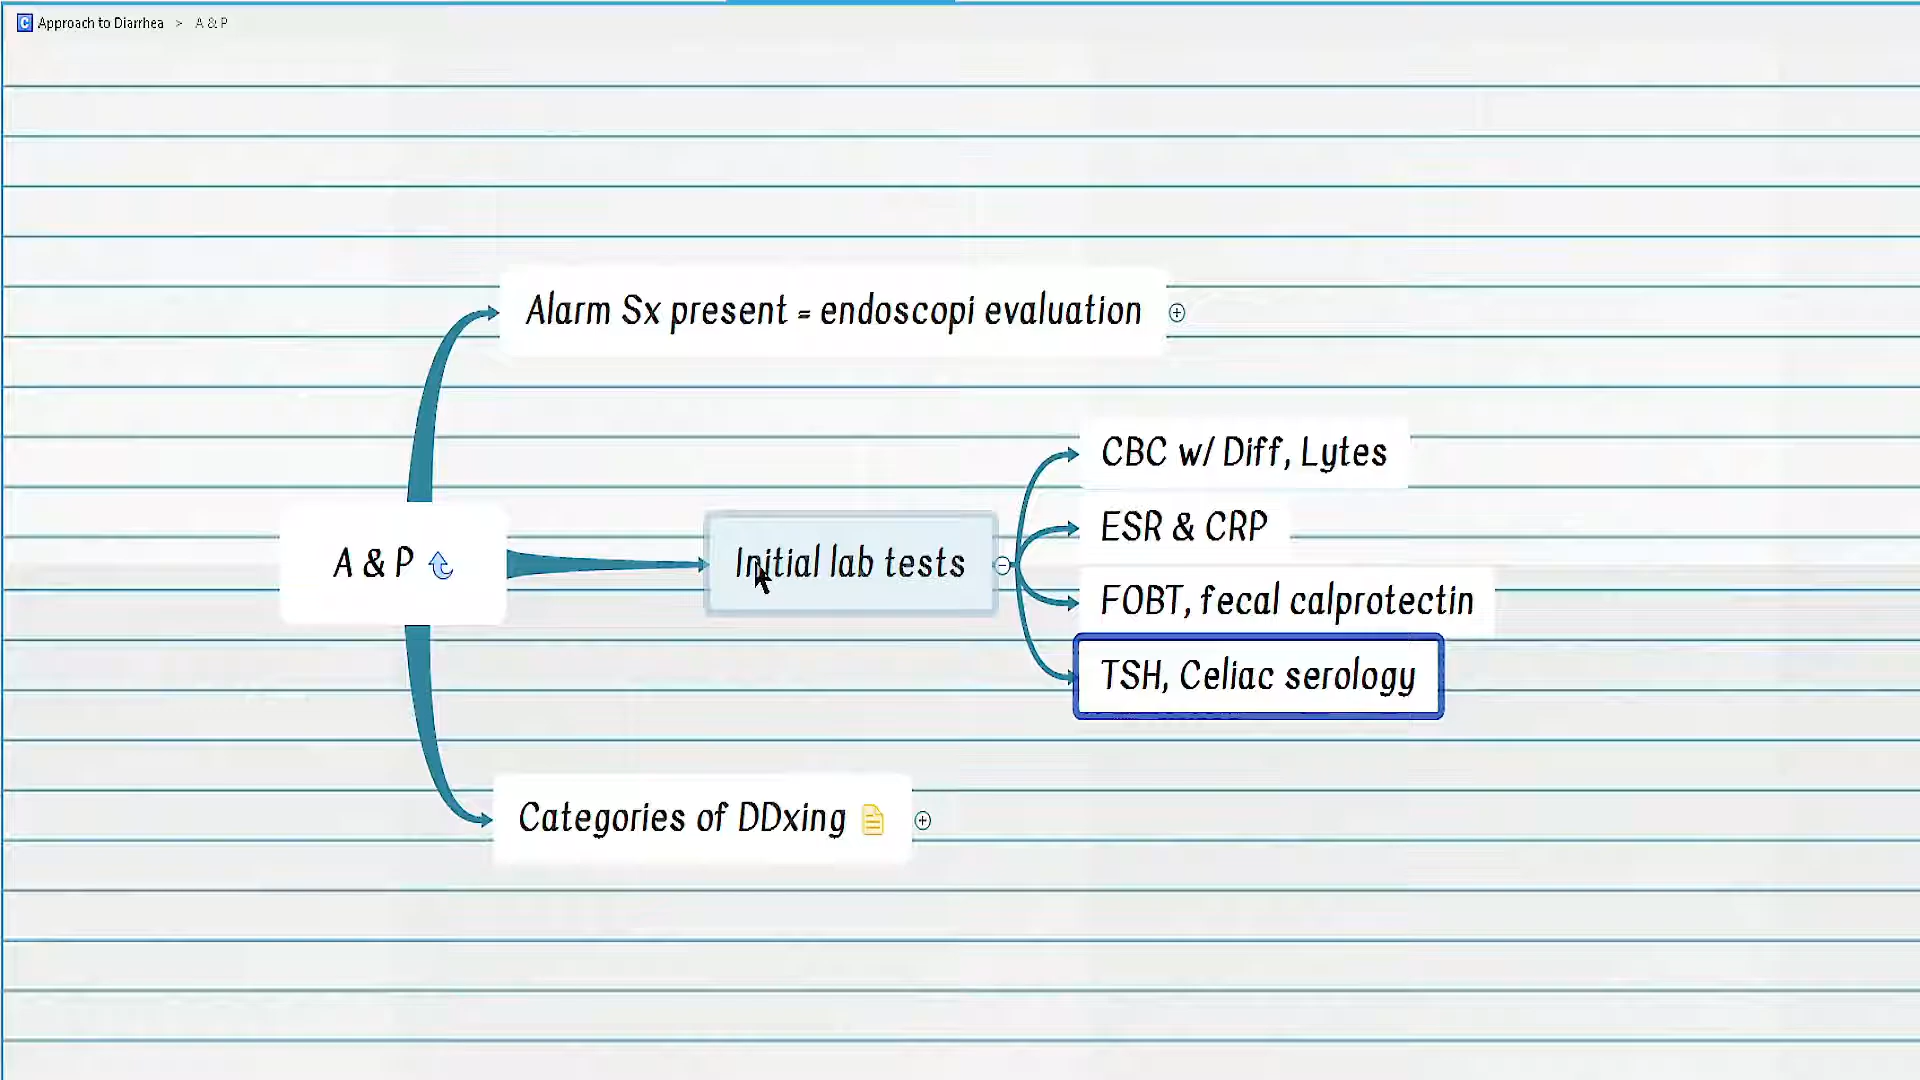 Approach to Diarrhea > A & P
Alarm Sx present = endoscopi evaluation
CBC w/ Diff, Lytes
ESR & CRP
A & P
Initial lab tests
FOBT, fecal calprotectin
TSH, Celiac serology
Categories of DDxing